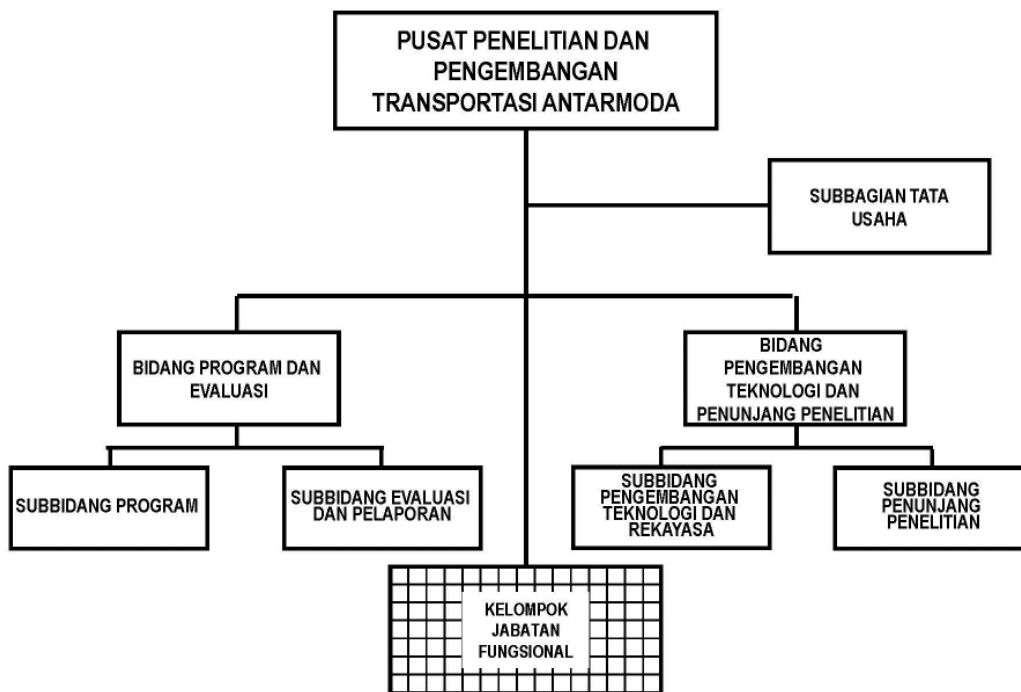 PUSAT PENELITIAN DAN
PENGEMBANGAN
TRANSPORTASI ANTARMODA
SUBBAGIAN TATA
USAHA
BIDANG PROGRAM DAN
EVALUASI
BIDANG
PENGEMBANGAN
TEKNOLOGI DAN
PENUNJANG PENELITIAN
SUBBIDANG PROGRAM
SUBBIDANG EVALUASI
DAN PELAPORAN
SUBBIDANG
PENGEMBANGAN
TEKNOLOGI DAN
REKAYASA
SUBBIDANG
PENUNJANG
PENELITIAN
KELOMPOK
JABATAN
FUNGSIONAL